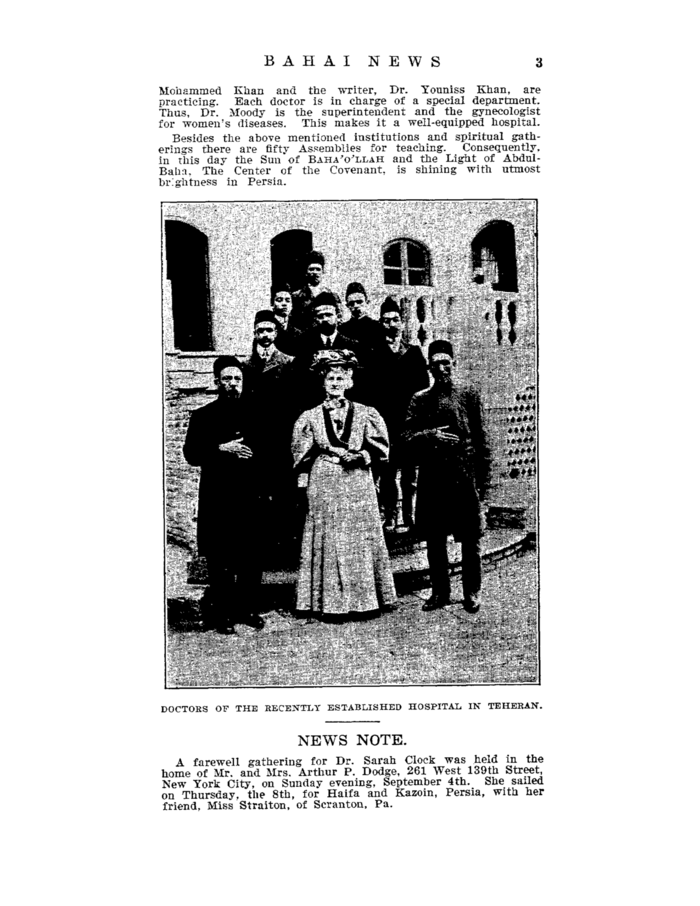 BAHAI NEWS 3
Mohammed Khan and the writer, Dr. Youniss Khan, are
practicing. Each doctor is in charge of a special department.
Thus, Dr. Moody is the superintendent and the gynecologist
for women's diseases. This makes it a well-equipped hospital.
Besides the above mentioned institutions and spiritual gath-
erings there are fifty Assemblies for teaching. Consequently,
in this day the Sun of BAHA'O'LLAH and the Light of Abdul-
Baha, The Center of the Covenant, is shining with utmost
brightness in Persia.
DOCTORS OF THE RECENTLY ESTABLISHED HOSPITAL IN TEHERAN.
NEWS NOTE.
A farewell gathering for Dr. Sarah Clock was held in the
home of Mr. and Mrs. Arthur P. Dodge, 261 West 139th Street,
New York City, on Sunday evening, September 4th. She sailed
on Thursday, the 8th, for Haifa and Kazoin, Persia, with her
friend, Miss Straiton, of Scranton, Pa.